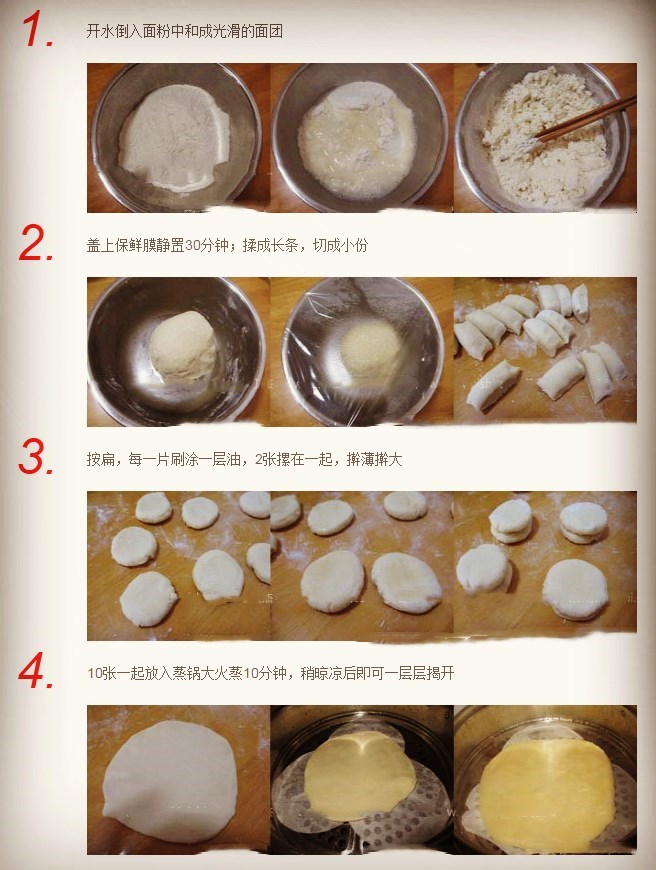 1.
开水倒入面粉中和成光滑的面团
2.
盖上保鲜膜静置30分钟；揉成长条，切成小份
3.
按扁，每一片刷涂一层油，2张摞在一起，擀薄擀大
4.
10张一起放入蒸锅大火蒸10分钟，稍晾凉后即可一层层揭开